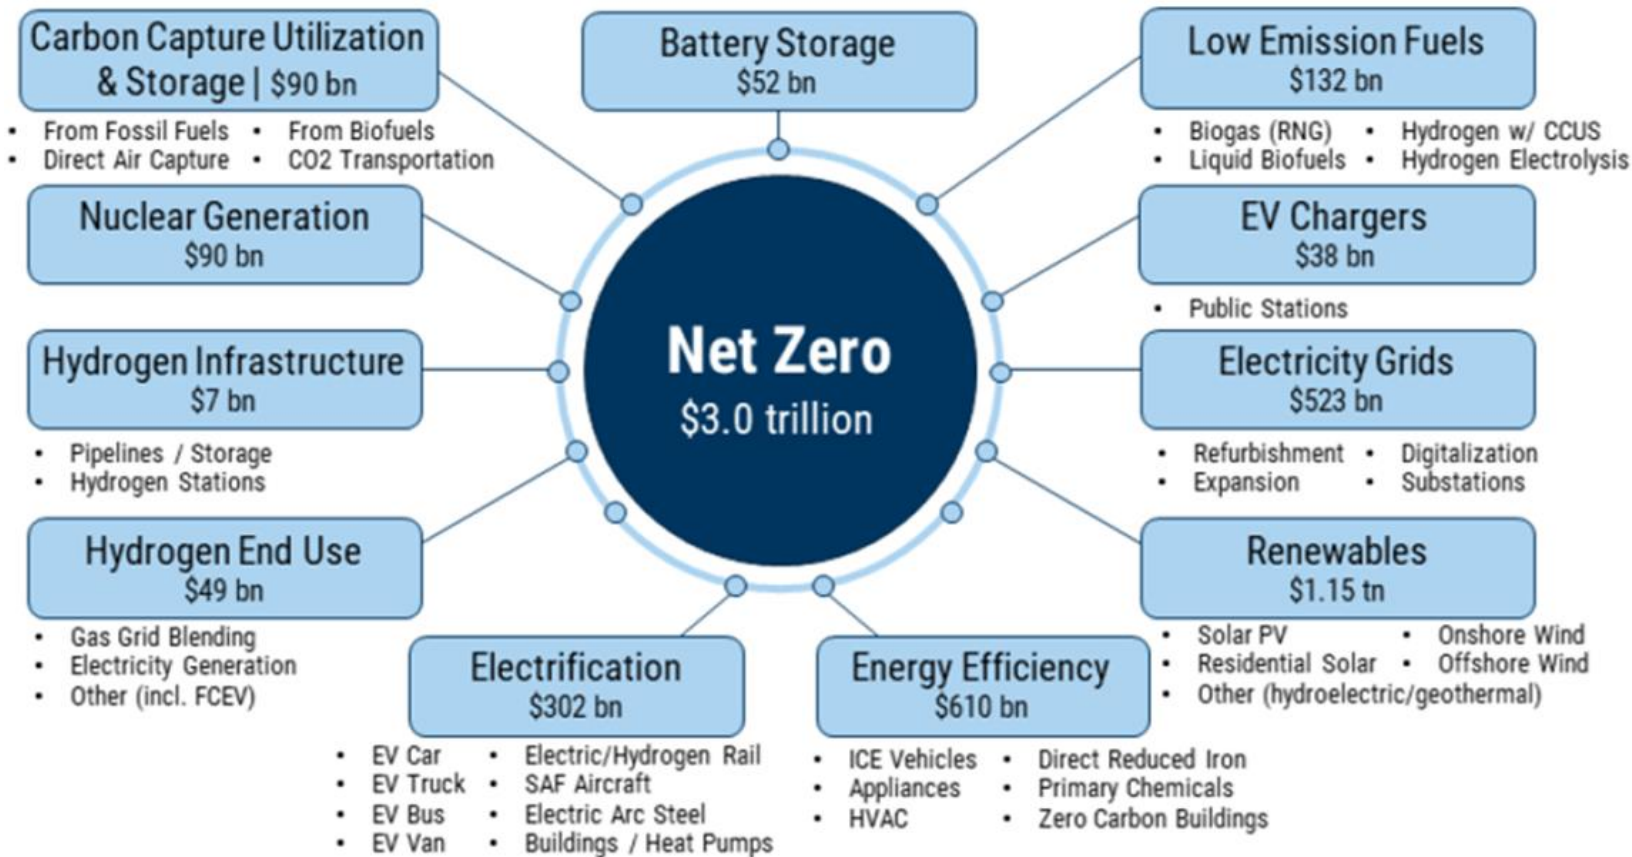 Carbon Capture Utilization
& Storage | $90 bn
• From Fossil Fuels • From Biofuels
• Direct Air Capture • CO2 Transportation
Battery Storage
$52 bn
Low Emission Fuels
$132 bn
• Biogas (RNG) • Hydrogen w/ CCUS
• Liquid Biofuels • Hydrogen Electrolysis
Nuclear Generation
$90 bn
EV Chargers
$38 bn
• Public Stations
Net Zero
$3.0 trillion
Hydrogen Infrastructure
$7 bn
• Pipelines / Storage
• Hydrogen Stations
Electricity Grids
$523 bn
• Refurbishment • Digitalization
• Expansion • Substations
Hydrogen End Use
$49 bn
• Gas Grid Blending
• Electricity Generation
• Other (incl. FCEV)
Renewables
$1.15 tn
• Solar PV • Onshore Wind
• Residential Solar • Offshore Wind
• Other (hydroelectric/geothermal)
Electrification
$302 bn
• EV Car • Electric/Hydrogen Rail
• EV Truck • SAF Aircraft
• EV Bus • Electric Arc Steel
• EV Van • Buildings / Heat Pumps
Energy Efficiency
$610 bn
• ICE Vehicles • Direct Reduced Iron
• Appliances • Primary Chemicals
• HVAC • Zero Carbon Buildings